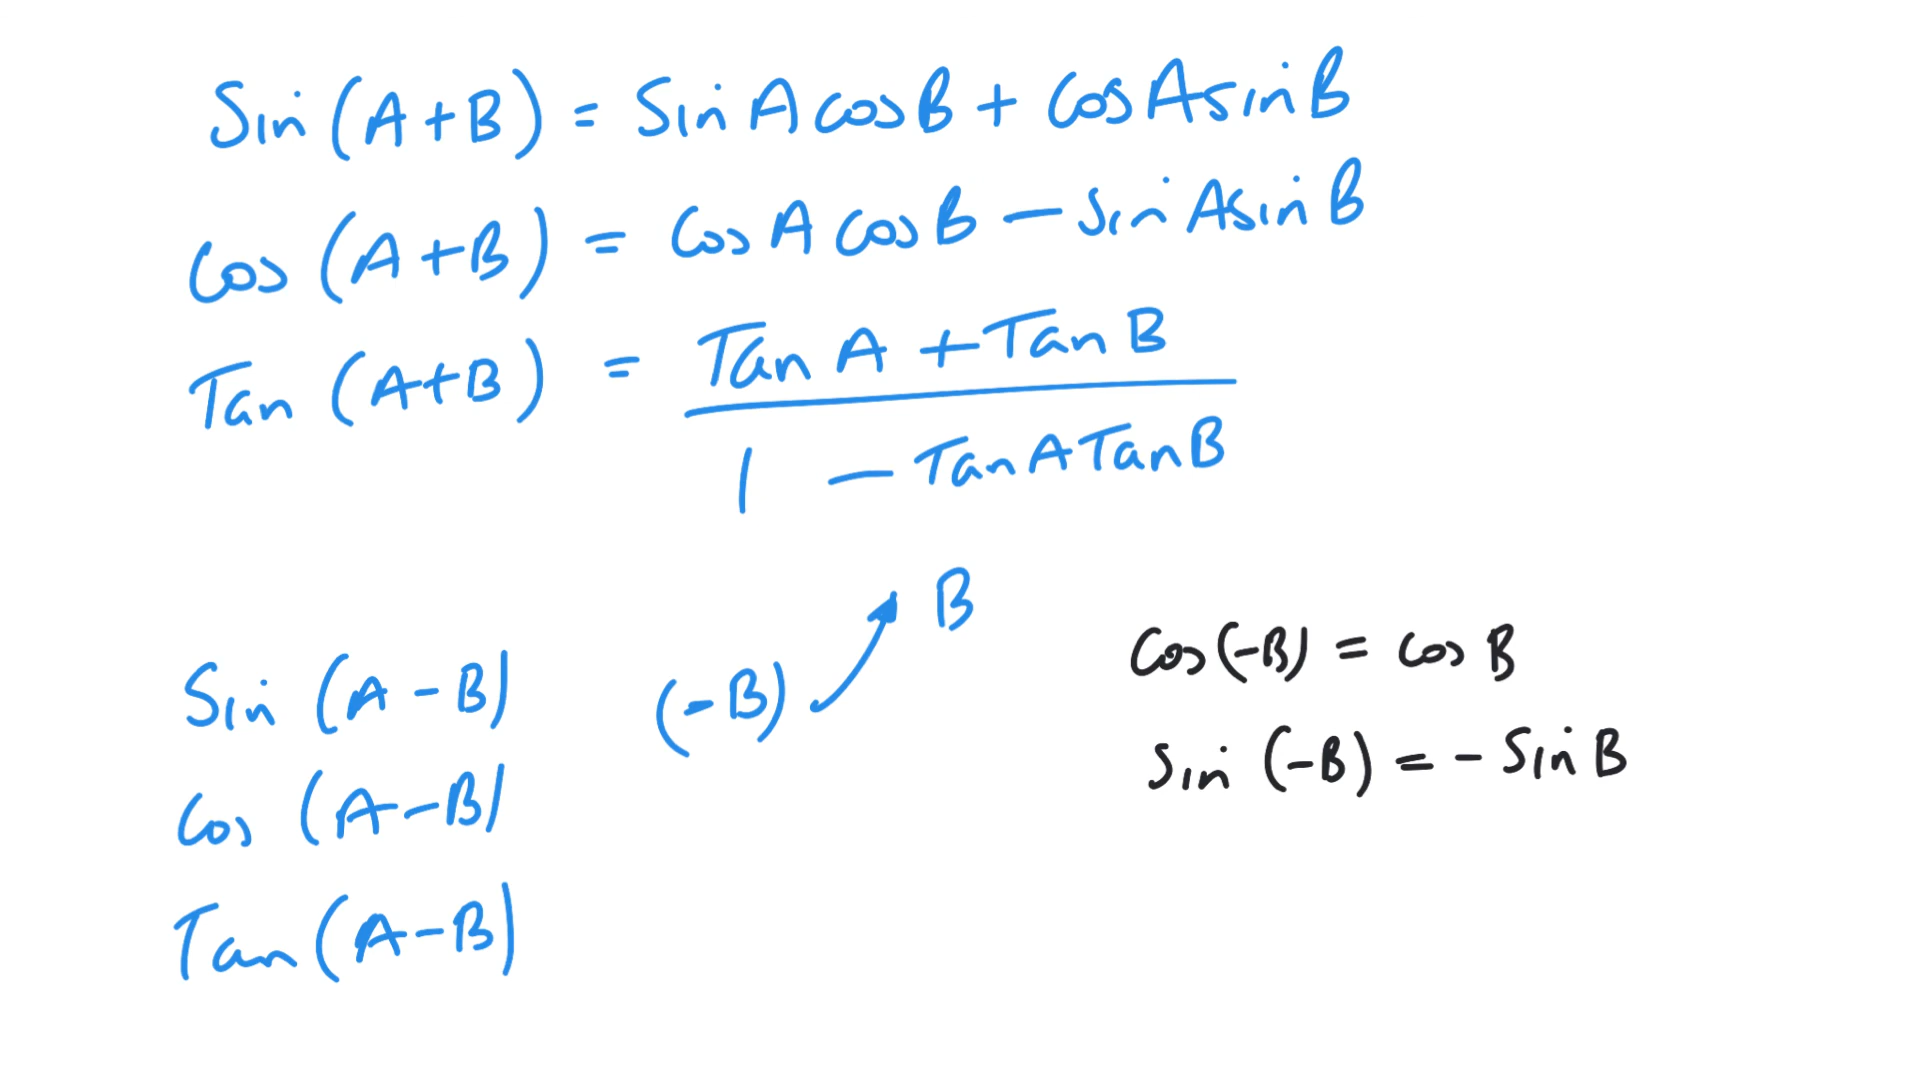 Sin (A+B) = Sin A cos B + Cos A sin B
Cos (A+B) = Cos A Cos B − Sin A sin B
Tan (A+B) = Tan A + Tan B
1 − Tan A Tan B
B
Sin (A − B) (−B)
Cos (A−B)
Tan (A−B)
Cos (−B) = cos B
Sin (−B) = − Sin B